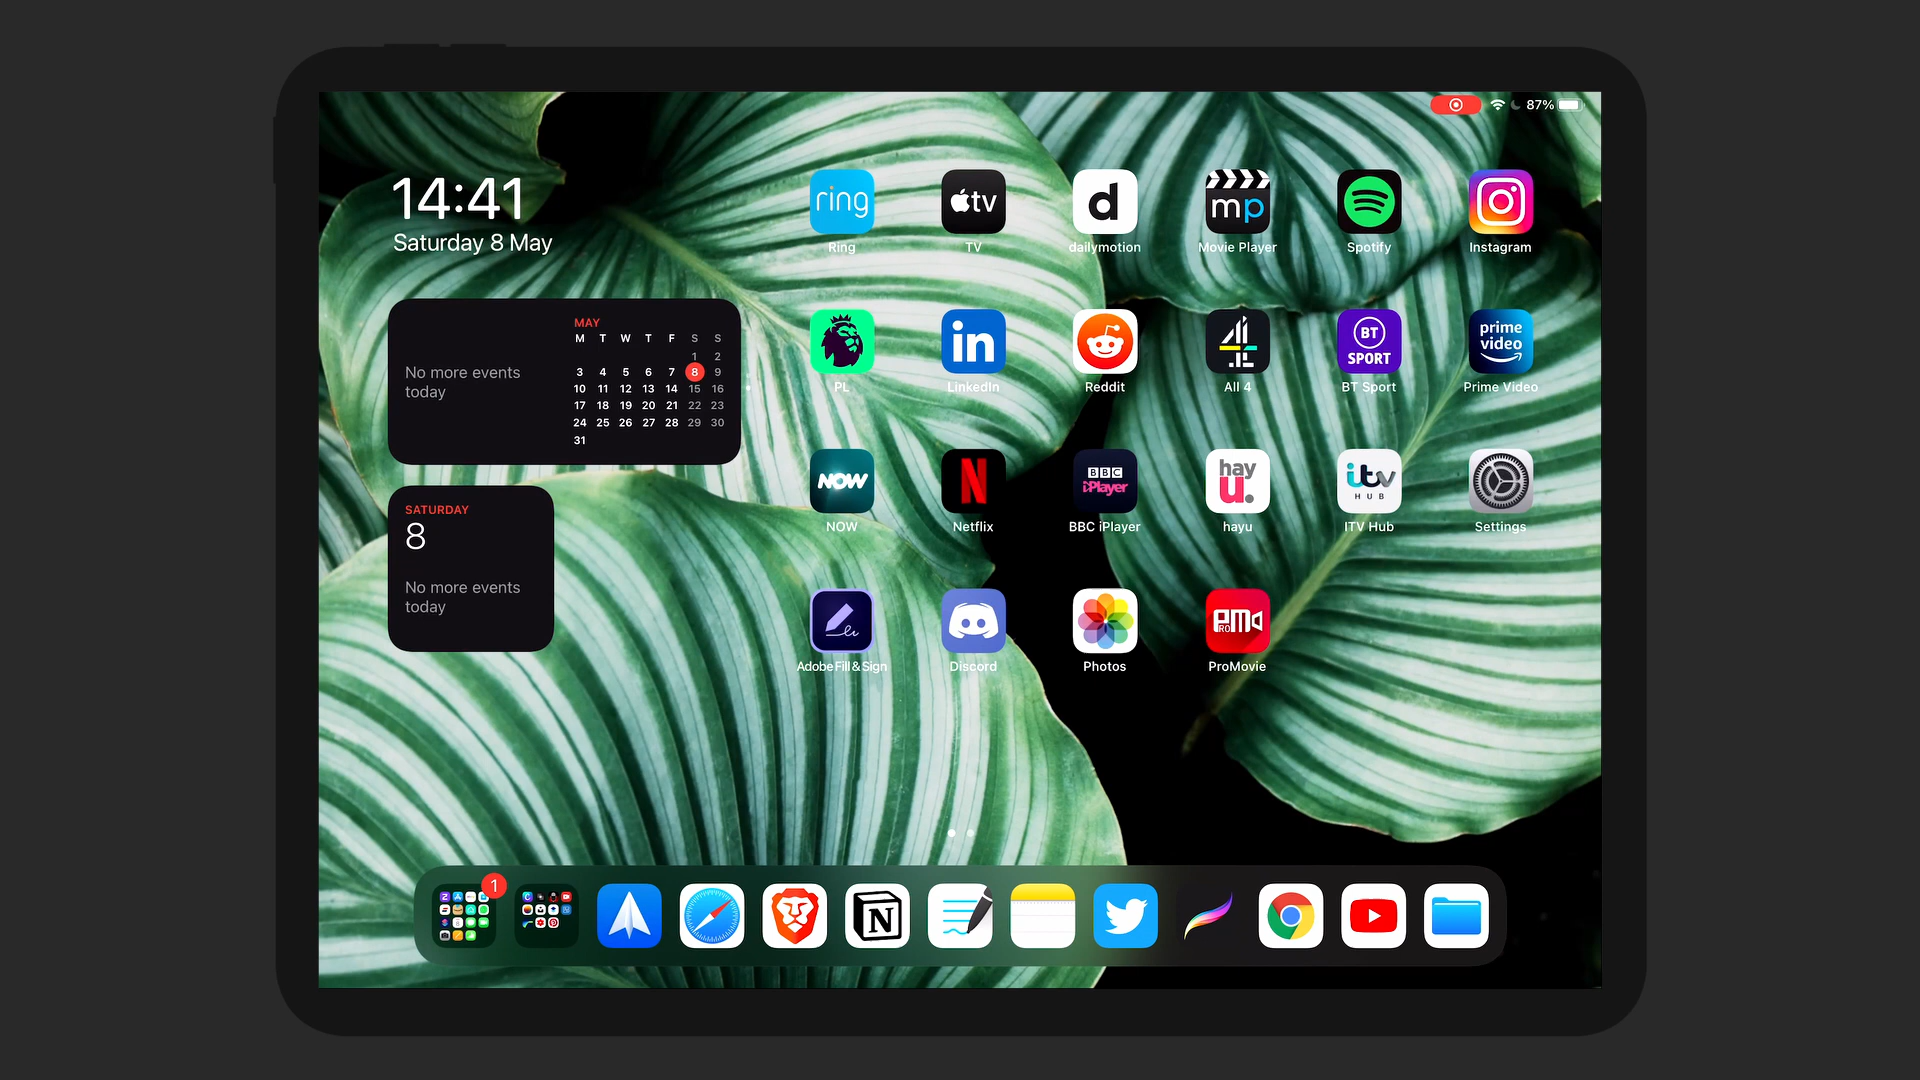 87%
14:41
Saturday 8 May
No more events
today
MAY
M T W T F S S
1 2
3 4 5 6 7 8 9
10 11 12 13 14 15 16
17 18 19 20 21 22 23
24 25 26 27 28 29 30
31
SATURDAY
8
No more events
today
ring
tv
d
mp
Ring
TV
dailymotion
Movie Player
Spotify
Instagram
in
4
BT
SPORT
prime
video
PL
LinkedIn
Reddit
All 4
BT Sport
Prime Video
NOW
N
BBC
iPlayer
hay
u.
itv
HUB
NOW
Netflix
BBC iPlayer
hayu
ITV Hub
Settings
PM
RO
Adobe Fill & Sign
Discord
Photos
ProMovie
1
N